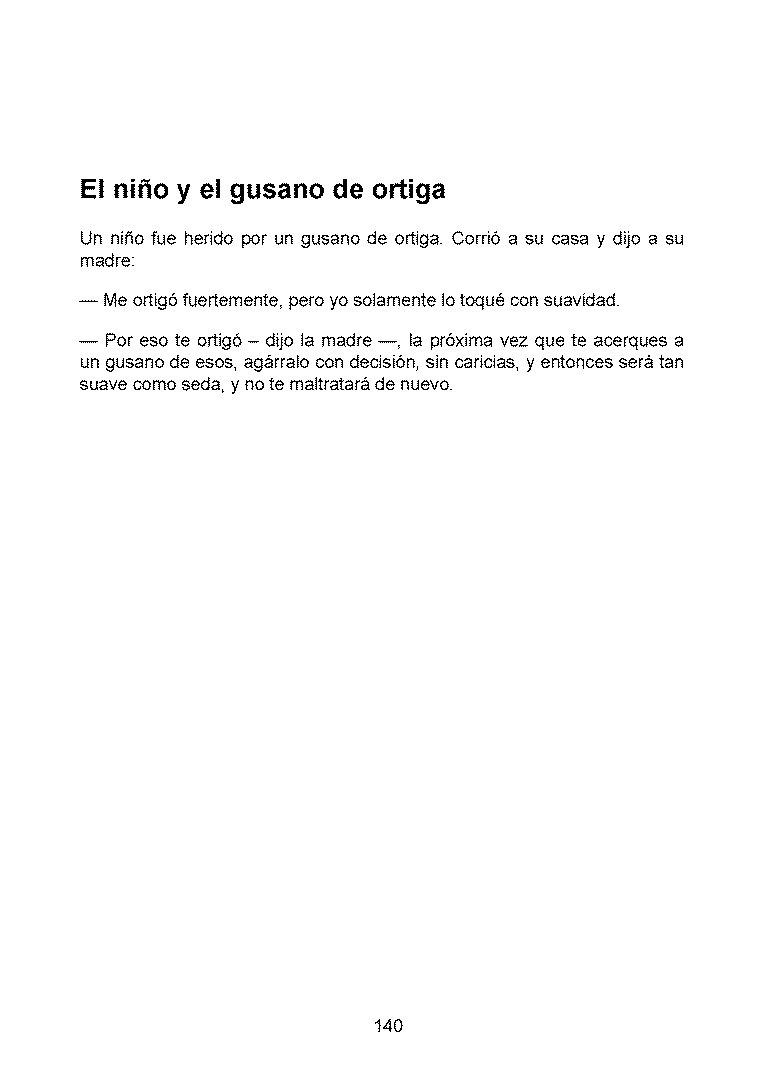 El niño y el gusano de ortiga
Un niño fue herido por un gusano de ortiga. Corrió a su casa y dijo a su
madre:
— Me ortigó fuertemente, pero yo solamente lo toqué con suavidad.
— Por eso te ortigó – dijo la madre —, la próxima vez que te acerques a
un gusano de esos, agárralo con decisión, sin caricias, y entonces será tan
suave como seda, y no te maltratará de nuevo.
140